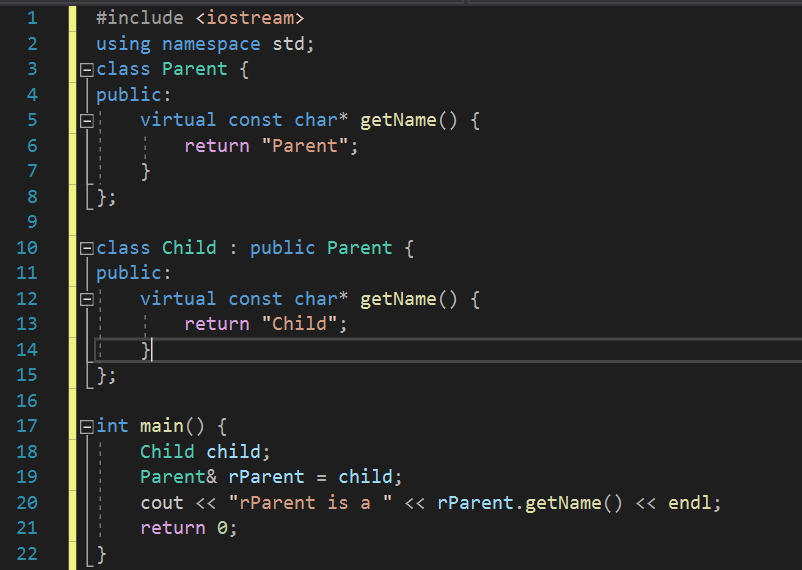 1 #include <iostream>
2 using namespace std;
3 class Parent {
4 public:
5     virtual const char* getName() {
6         return "Parent";
7     }
8 };
9
10 class Child : public Parent {
11 public:
12     virtual const char* getName() {
13         return "Child";
14     }
15 };
16
17 int main() {
18     Child child;
19     Parent& rParent = child;
20     cout << "rParent is a " << rParent.getName() << endl;
21     return 0;
22 }